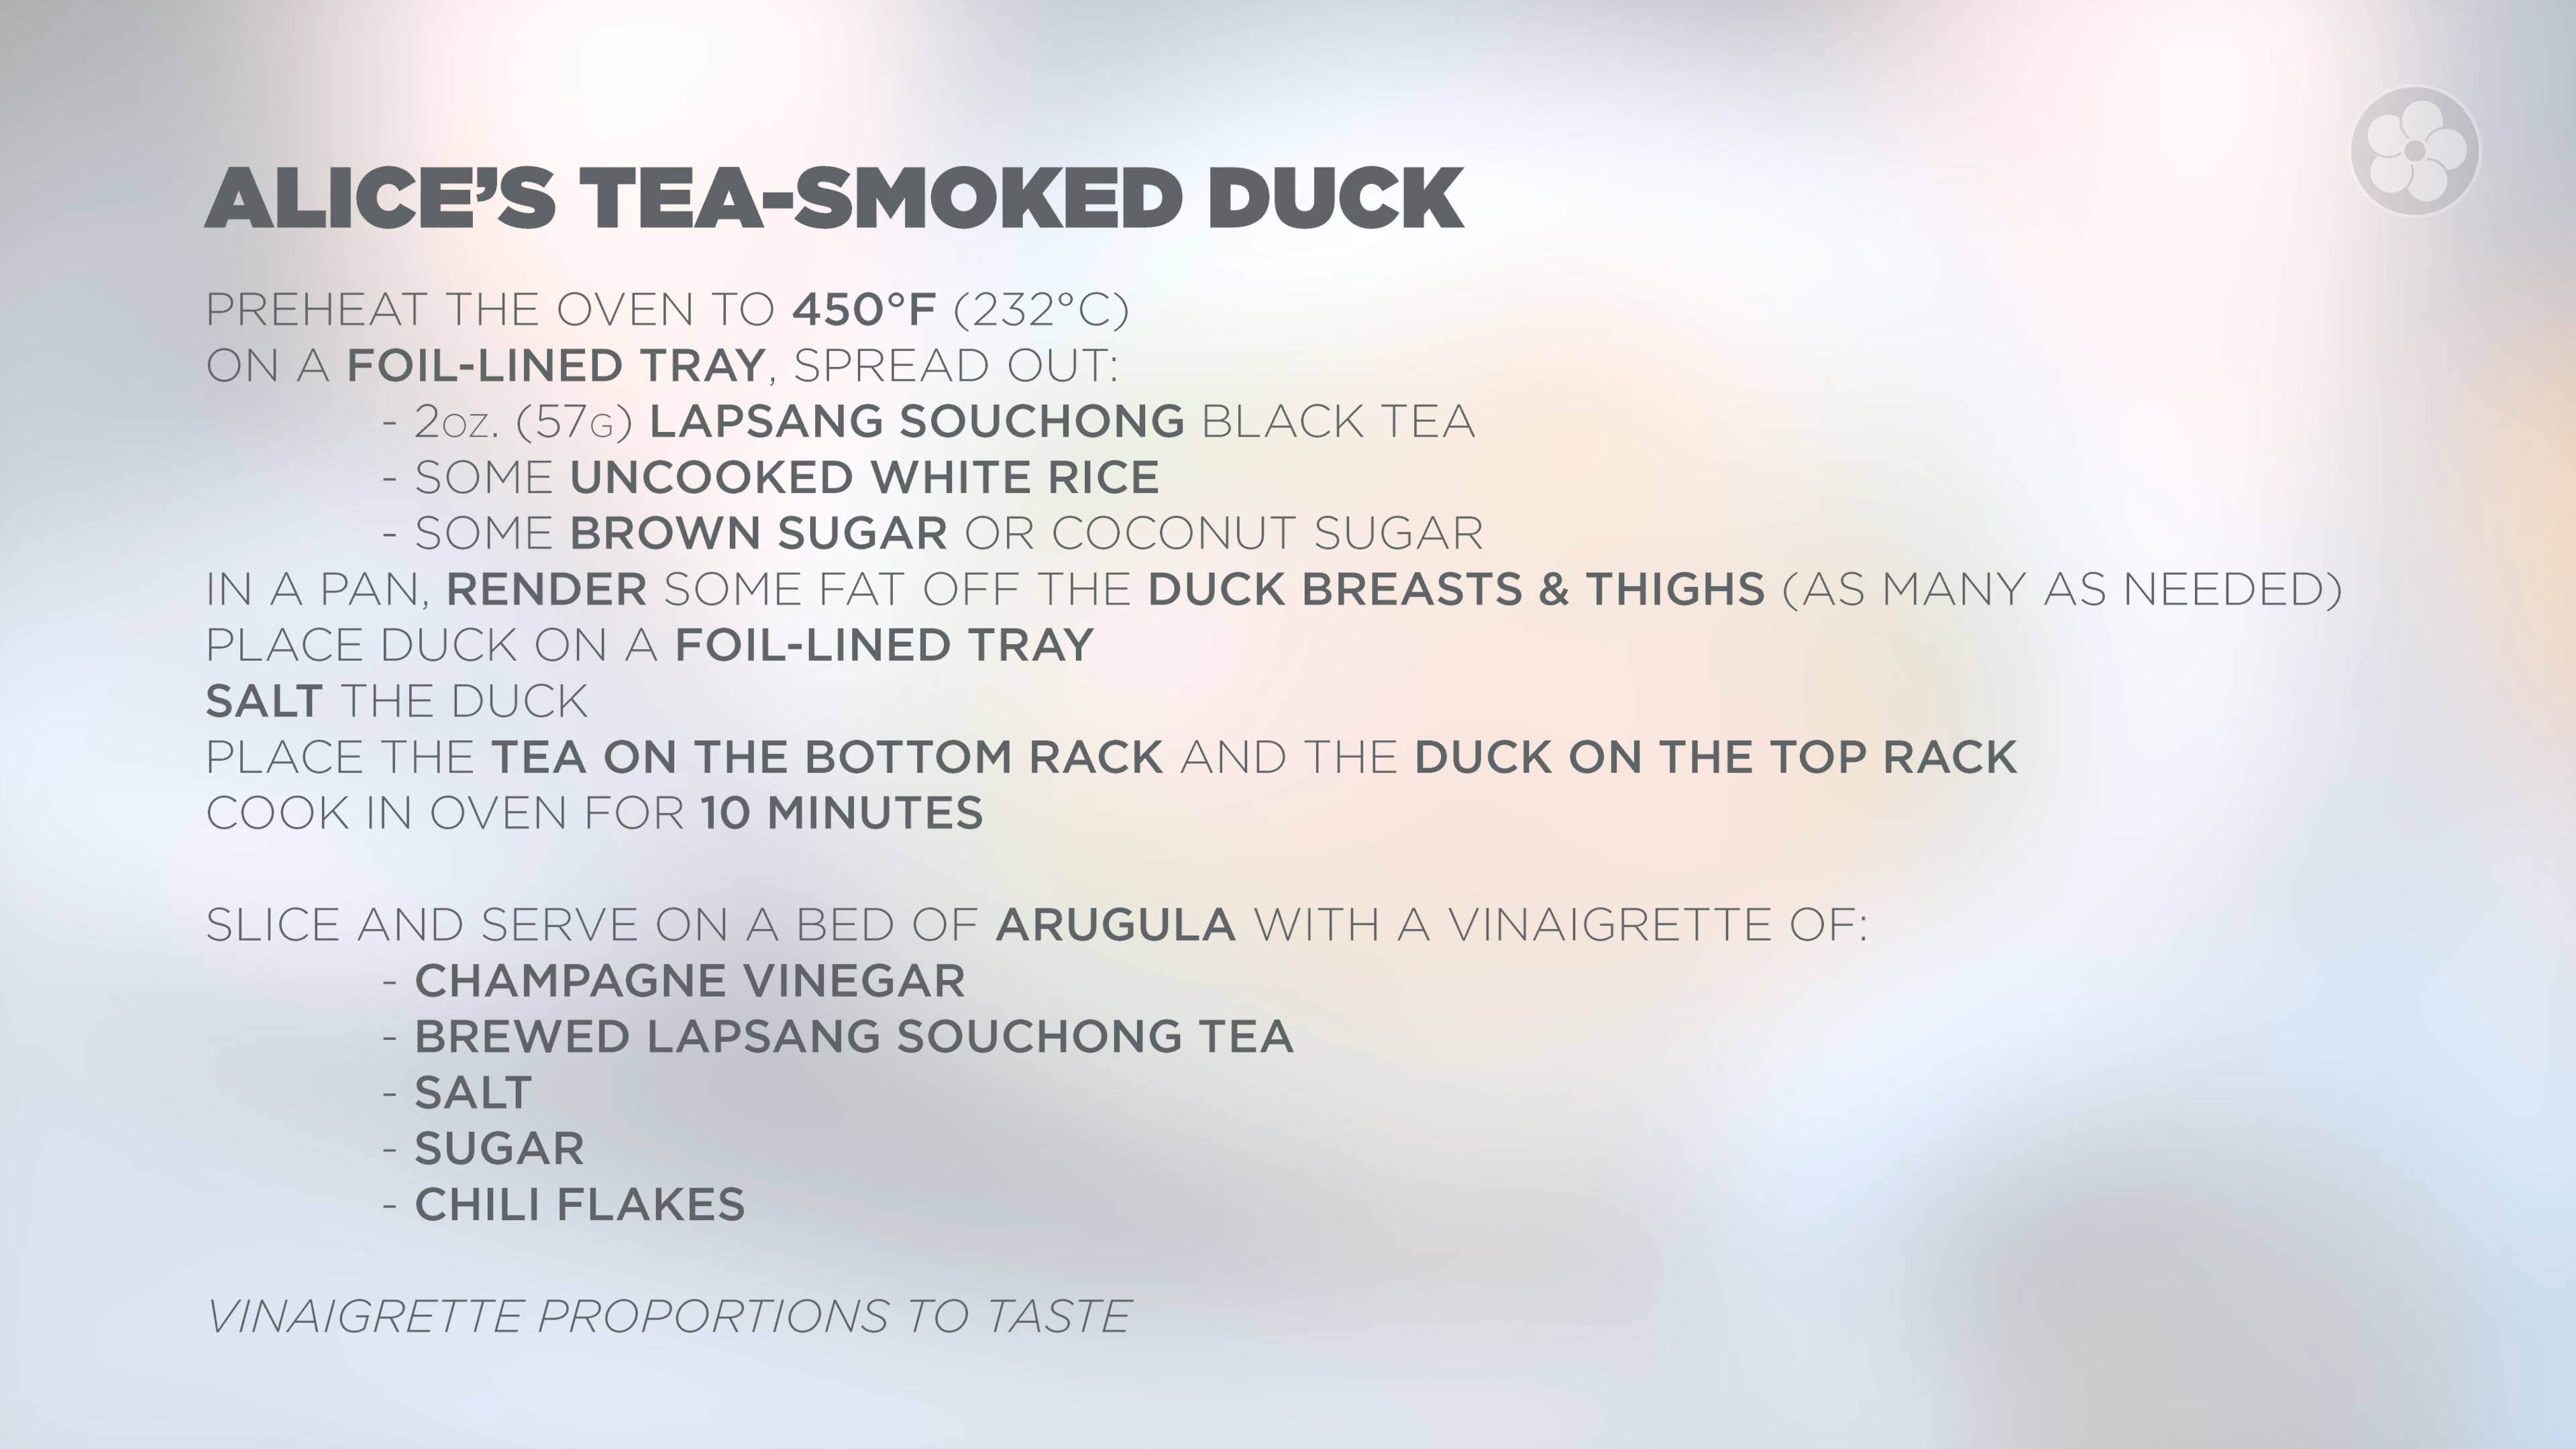 ALICE’S TEA-SMOKED DUCK
PREHEAT THE OVEN TO 450°F (232°C)
ON A FOIL-LINED TRAY, SPREAD OUT:
- 2OZ. (57G) LAPSANG SOUCHONG BLACK TEA
- SOME UNCOOKED WHITE RICE
- SOME BROWN SUGAR OR COCONUT SUGAR
IN A PAN, RENDER SOME FAT OFF THE DUCK BREASTS & THIGHS (AS MANY AS NEEDED)
PLACE DUCK ON A FOIL-LINED TRAY
SALT THE DUCK
PLACE THE TEA ON THE BOTTOM RACK AND THE DUCK ON THE TOP RACK
COOK IN OVEN FOR 10 MINUTES
SLICE AND SERVE ON A BED OF ARUGULA WITH A VINAIGRETTE OF:
- CHAMPAGNE VINEGAR
- BREWED LAPSANG SOUCHONG TEA
- SALT
- SUGAR
- CHILI FLAKES
VINAIGRETTE PROPORTIONS TO TASTE